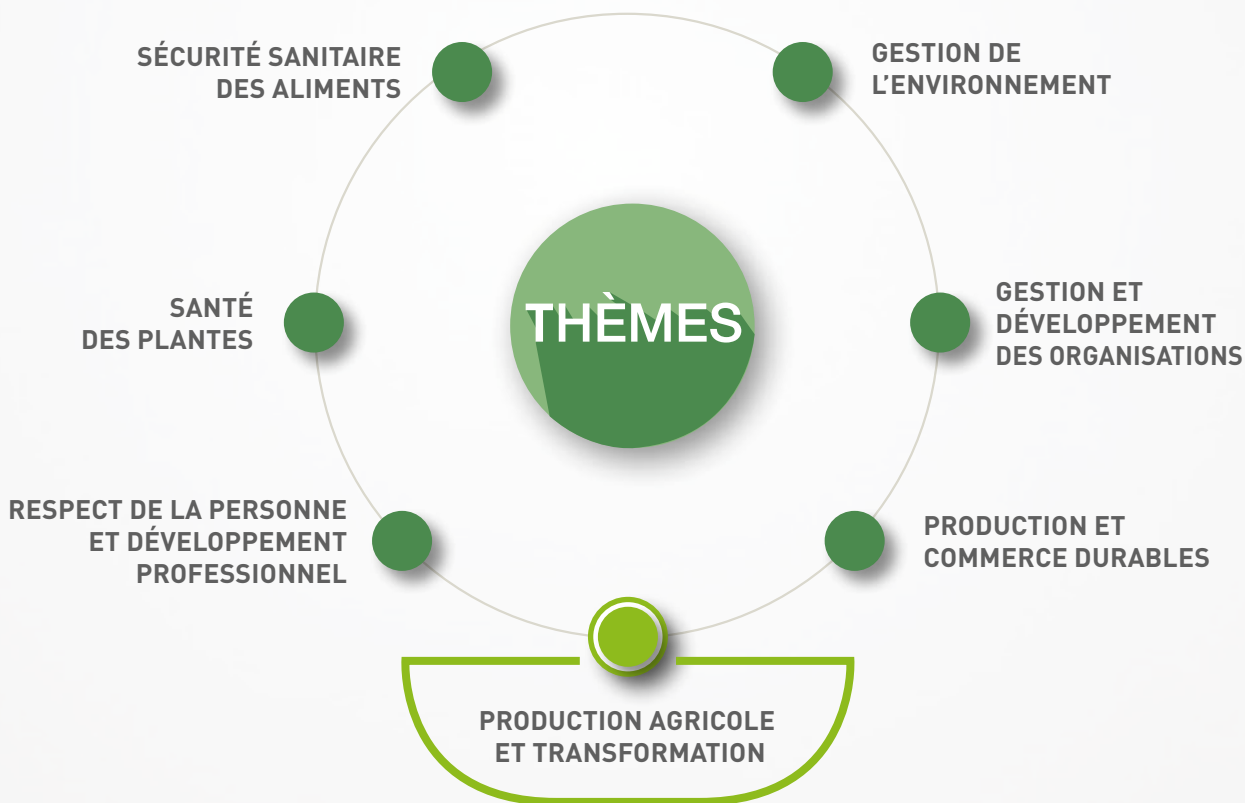 SÉCURITÉ SANITAIRE
DES ALIMENTS
GESTION DE
L'ENVIRONNEMENT
THÈMES
SANTÉ
DES PLANTES
GESTION ET
DÉVELOPPEMENT
DES ORGANISATIONS
RESPECT DE LA PERSONNE
ET DÉVELOPPEMENT
PROFESSIONNEL
PRODUCTION ET
COMMERCE DURABLES
PRODUCTION AGRICOLE
ET TRANSFORMATION